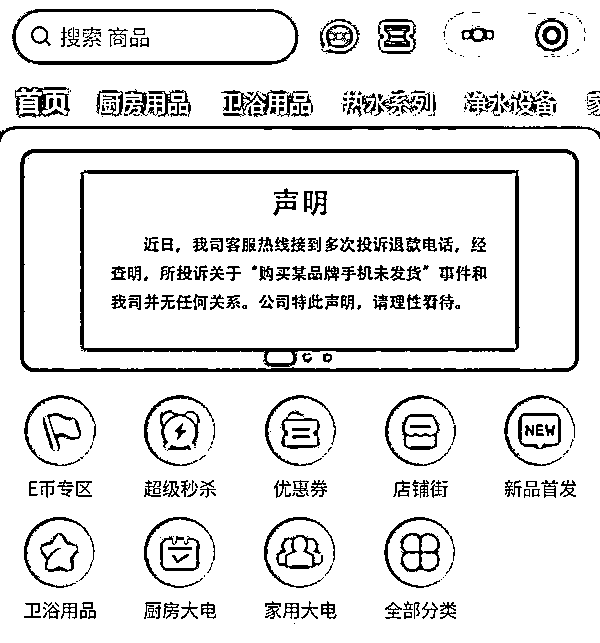 搜索 商品
首页 厨房用品 卫浴用品 热水系列 净水设备
声明
近日，我司客服热线接到多次投诉退款电话，经
查明，所投诉关于“购买某品牌手机未发货”事件和
我司并无任何关系。公司特此声明，请理性看待。
NEW
E币专区 超级秒杀 优惠券 店铺街 新品首发
卫浴用品 厨房大电 家用大电 全部分类